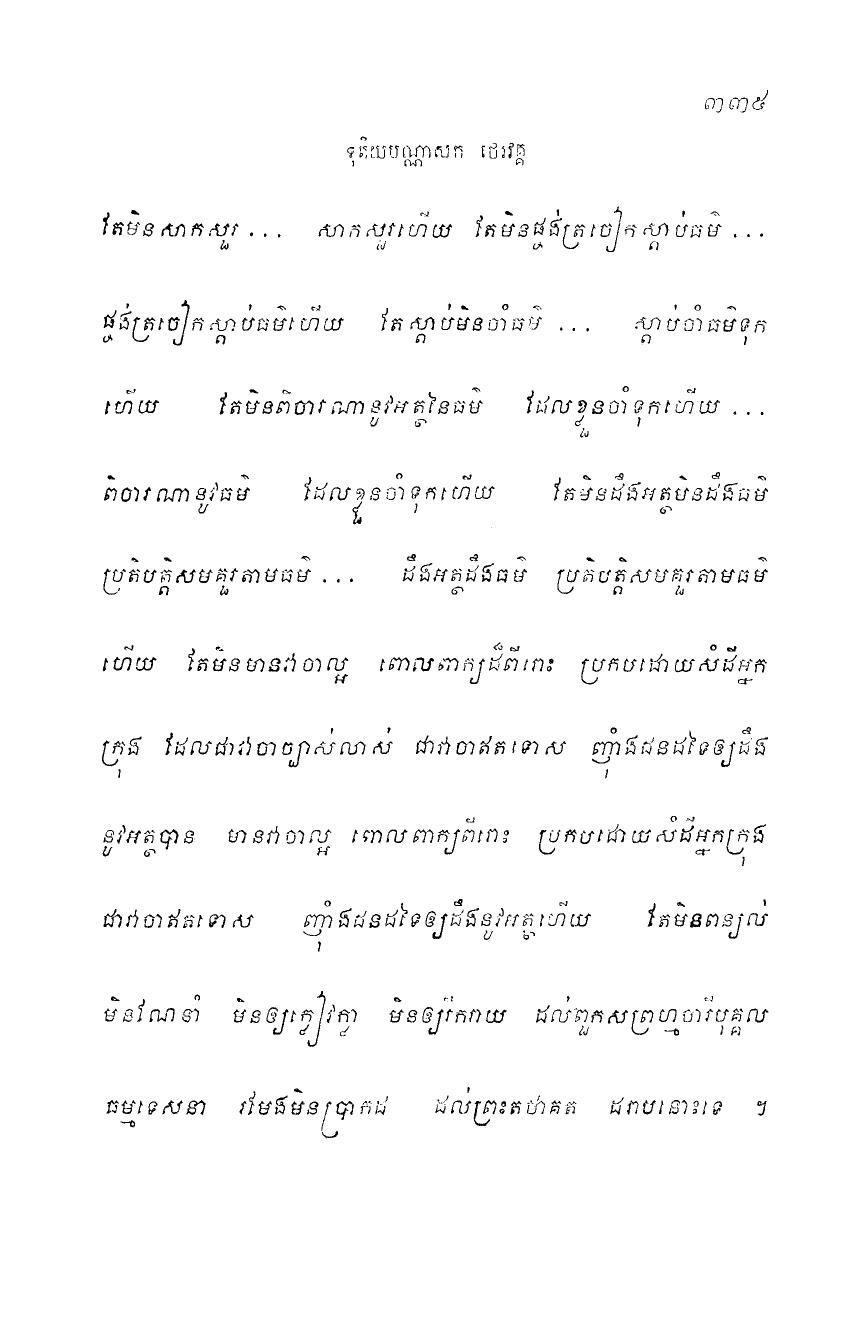 ៣៣៥
ទុតិយបណ្ណាសក ថេរវគ្គ
តែមិនសាកសួរ ... សាកសួរហើយ តែមិនផ្ចង់ត្រចៀកស្តាប់ធម៌ ...
ផ្ចង់ត្រចៀកស្តាប់ធម៌ហើយ តែស្តាប់មិនចាំធម៌ ... ស្តាប់ចាំធម៌ទុក
ហើយ តែមិនពិចារណានូវអត្ថនៃធម៌ ដែលខ្លួនចាំទុកហើយ ...
ពិចារណានូវធម៌ ដែលខ្លួនចាំទុកហើយ តែមិនដឹងអត្ថមិនដឹងធម៌
ប្រតិបត្តិសមគួរតាមធម៌ ... ដឹងអត្ថដឹងធម៌ ប្រតិបត្តិសមគួរតាមធម៌
ហើយ តែមិនមានវាចាល្អ ពោលពាក្យដ៏ពីរោះ ប្រកបដោយសំដីអ្នក
ក្រុង ដែលជាវាចាច្បាស់លាស់ ជាវាចាឥតទោស ញ៉ាំងជនដទៃឲ្យដឹង
នូវអត្ថបាន មានវាចាល្អ ពោលពាក្យពីរោះ ប្រកបដោយសំដីអ្នកក្រុង
ជាវាចាឥតទោស ញ៉ាំងជនដទៃឲ្យដឹងនូវអត្ថហើយ តែមិនពន្យល់
មិនណែនាំ មិនឲ្យក្លៀវក្លា មិនឲ្យរីករាយ ដល់ពួកសព្រហ្មចារីបុគ្គល
ធម្មទេសនា រមែងមិនប្រាកដ ដល់ព្រះតថាគត ដរាបនោះទេ ។